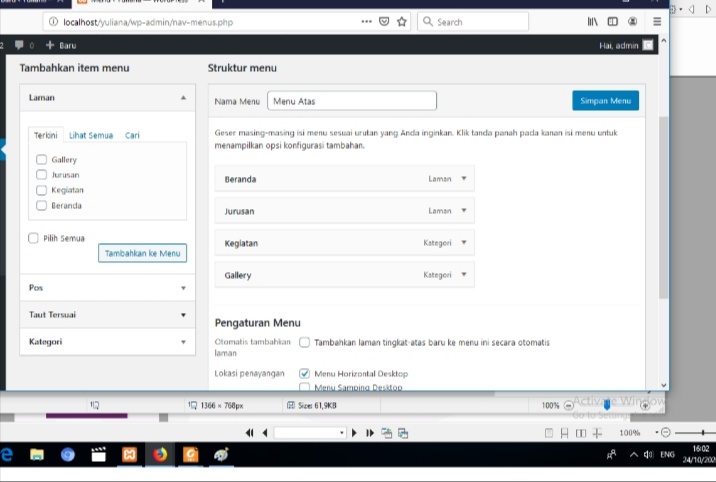 localhost/yuliana/wp-admin/nav-menus.php
Search
2 0 + Baru
Hai, admin
Tambahkan item menu
Struktur menu
Laman
Nama Menu Menu Atas
Simpan Menu
Terkini Lihat Semua Cari
Geser masing-masing isi menu sesuai urutan yang Anda inginkan. Klik tanda panah pada kanan isi menu untuk
menampilkan opsi konfigurasi tambahan.
Gallery
Jurusan
Kegiatan
Beranda
Beranda Laman
Jurusan Laman
Pilih Semua
Kegiatan Kategori
Tambahkan ke Menu
Gallery Kategori
Pos
Taut Tersuai
Pengaturan Menu
Kategori
Otomatis tambahkan
laman
Tambahkan laman tingkat-atas baru ke menu ini secara otomatis
Lokasi penayangan Menu Horizontal Desktop
Menu Samping Desktop
1366 × 768px Size: 61,9KB 100%
Activate Window
Go to Settings
100%
ENG
16:02
24/10/202